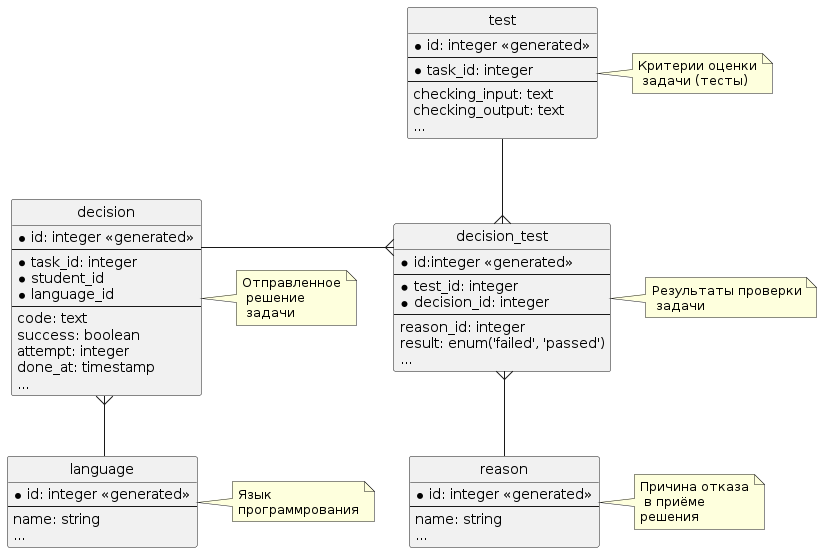 test
id: integer «generated»
task_id: integer
checking_input: text
checking_output: text
...
Критерии оценки
задачи (тесты)
decision
id: integer «generated»
task_id: integer
student_id
language_id
code: text
success: boolean
attempt: integer
done_at: timestamp
...
Отправленное
решение
задачи
decision_test
id:integer «generated»
test_id: integer
decision_id: integer
reason_id: integer
result: enum('failed', 'passed')
...
Результаты проверки
задачи
language
id: integer «generated»
name: string
...
Язык
программрования
reason
id: integer «generated»
name: string
...
Причина отказа
в приёме
решения